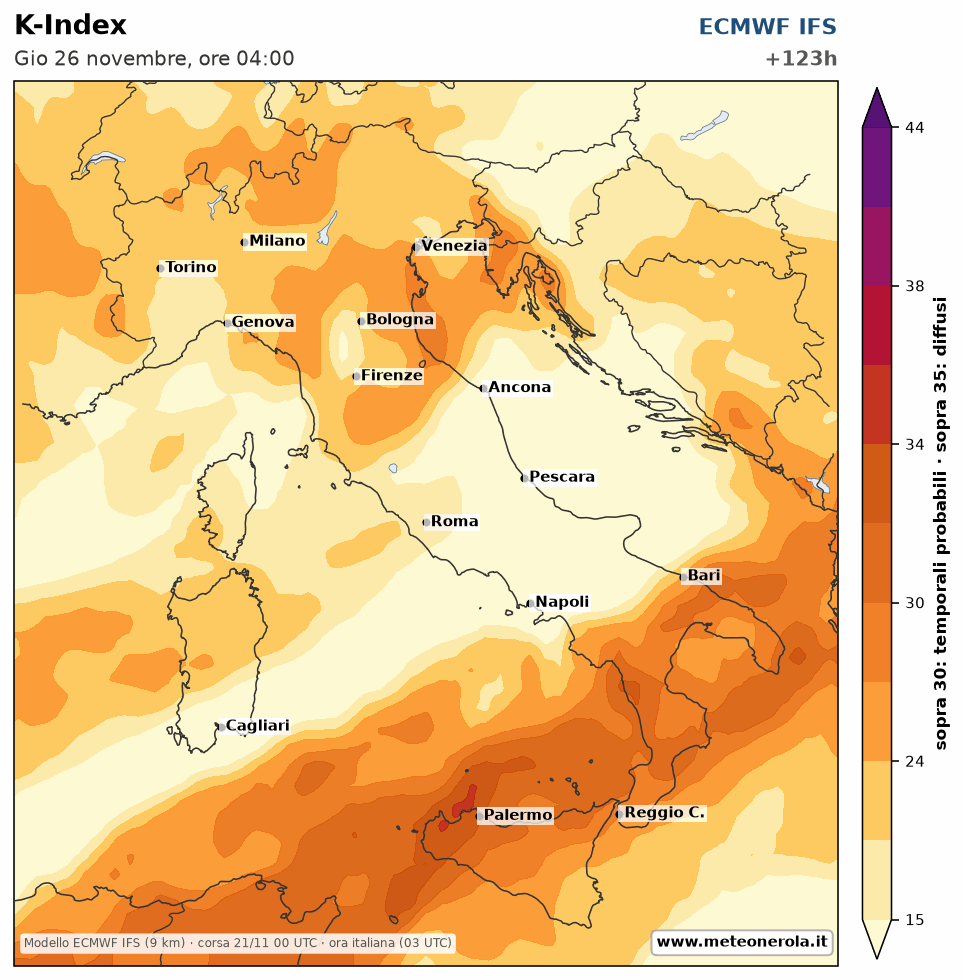 K-Index
ECMWF IFS
Gio 26 novembre, ore 04:00
+123h
Milano
Venezia
Torino
Genova
Bologna
Firenze
Ancona
Pescara
Roma
Bari
Napoli
Cagliari
Palermo
Reggio C.
44
38
34
30
24
15
sopra 30: temporali probabili · sopra 35: diffusi
Modello ECMWF IFS (9 km) · corsa 21/11 00 UTC · ora italiana (03 UTC)
www.meteonerola.it